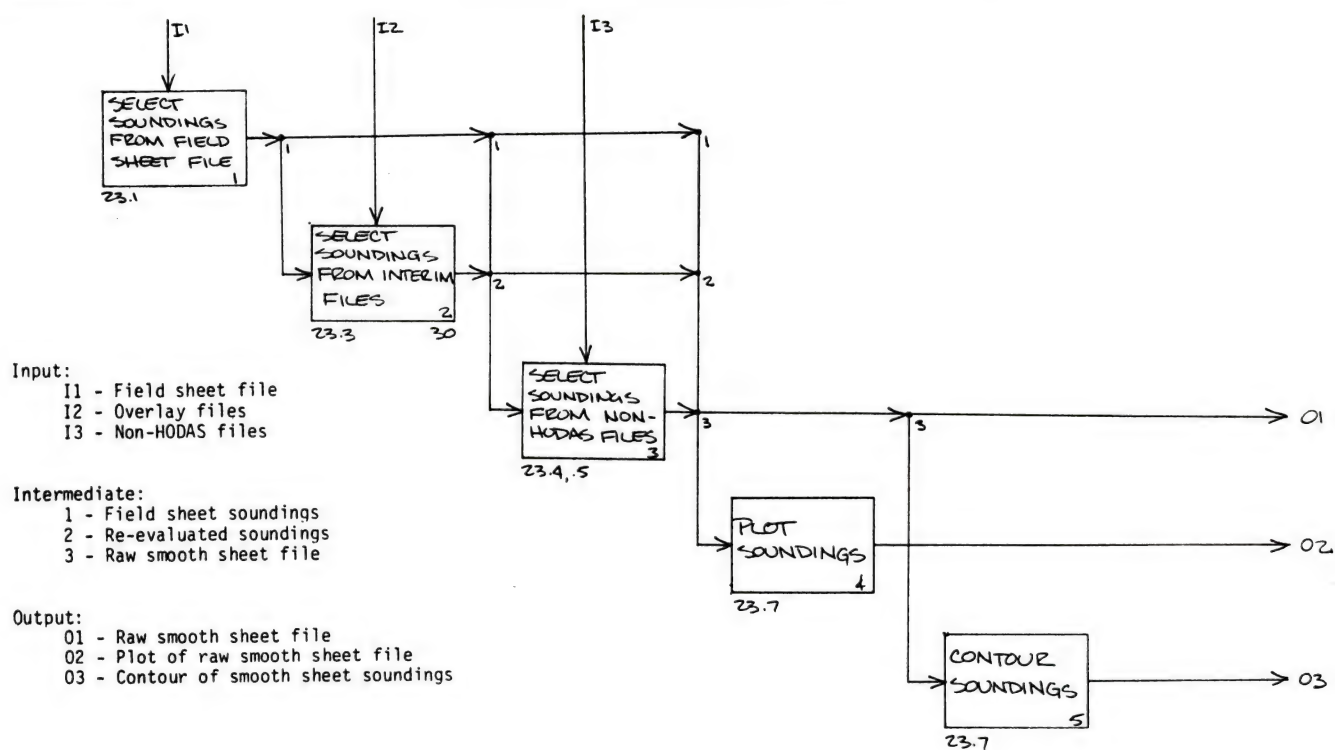 I1
I2
I3
SELECT
SOUNDINGS
FROM FIELD
SHEET FILE
1
23.1
1
1
1
SELECT
SOUNDINGS
FROM INTERIM
FILES
2
23.3
30
2
2
SELECT
SOUNDINGS
FROM NON-
HODAS FILES
3
23.4, .5
3
3
O1
PLOT
SOUNDINGS
4
23.7
O2
CONTOUR
SOUNDINGS
5
23.7
O3
Input:
I1 - Field sheet file
I2 - Overlay files
I3 - Non-HODAS files
Intermediate:
1 - Field sheet soundings
2 - Re-evaluated soundings
3 - Raw smooth sheet file
Output:
O1 - Raw smooth sheet file
O2 - Plot of raw smooth sheet file
O3 - Contour of smooth sheet soundings